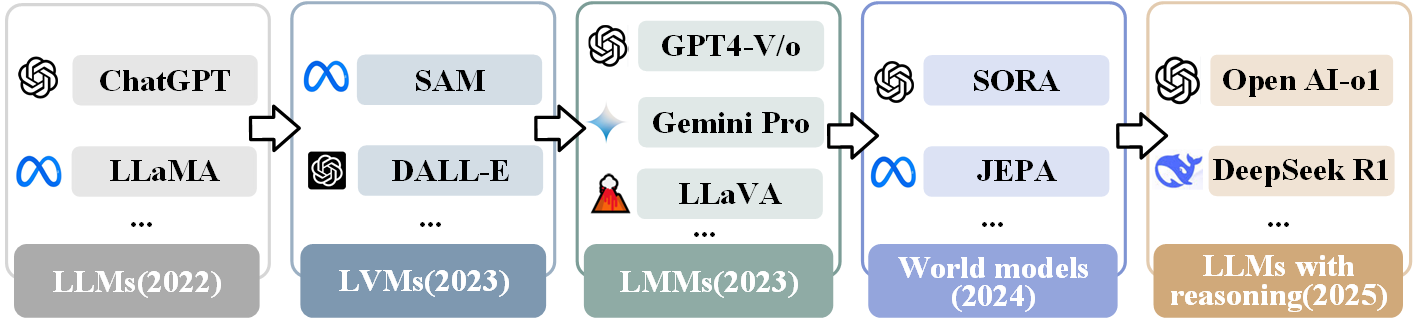 ChatGPT
LLaMA
...
LLMs(2022)
SAM
DALL-E
...
LVMs(2023)
GPT4-V/o
Gemini Pro
LLaVA
...
LMMs(2023)
SORA
JEPA
...
World models
(2024)
Open AI-o1
DeepSeek R1
...
LLMs with
reasoning(2025)